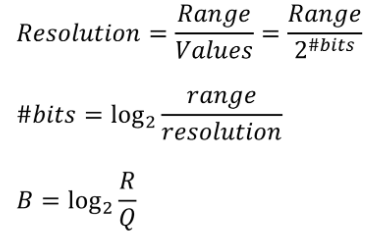 Resolution = Range / Values = Range / 2^#bits
#bits = log₂ range / resolution
B = log₂ R / Q